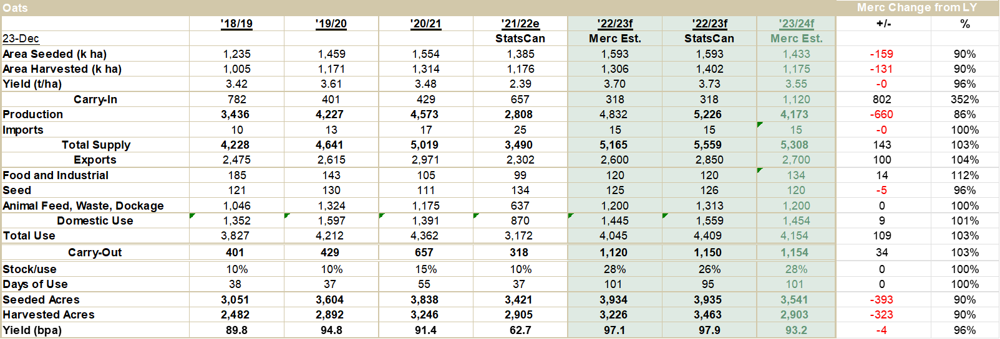 Oats Merc Change from LY
'18/19 '19/20 '20/21 '21/22e '22/23f '22/23f '23/24f +/- %
23-Dec StatsCan Merc Est. StatsCan Merc Est.
Area Seeded (k ha) 1,235 1,459 1,554 1,385 1,593 1,593 1,433 -159 90%
Area Harvested (k ha) 1,005 1,171 1,314 1,176 1,306 1,402 1,175 -131 90%
Yield (t/ha) 3.42 3.61 3.48 2.39 3.70 3.73 3.55 -0 96%
Carry-In 782 401 429 657 318 318 1,120 802 352%
Production 3,436 4,227 4,573 2,808 4,832 5,226 4,173 -660 86%
Imports 10 13 17 25 15 15 15 -0 100%
Total Supply 4,228 4,641 5,019 3,490 5,165 5,559 5,308 143 103%
Exports 2,475 2,615 2,971 2,302 2,600 2,850 2,700 100 104%
Food and Industrial 185 143 105 99 120 120 134 14 112%
Seed 121 130 111 134 125 126 120 -5 96%
Animal Feed, Waste, Dockage 1,046 1,324 1,175 637 1,200 1,313 1,200 0 100%
Domestic Use 1,352 1,597 1,391 870 1,445 1,559 1,454 9 101%
Total Use 3,827 4,212 4,362 3,172 4,045 4,409 4,154 109 103%
Carry-Out 401 429 657 318 1,120 1,150 1,154 34 103%
Stock/use 10% 10% 15% 10% 28% 26% 28% 0 100%
Days of Use 38 37 55 37 101 95 101 0 100%
Seeded Acres 3,051 3,604 3,838 3,421 3,934 3,935 3,541 -393 90%
Harvested Acres 2,482 2,892 3,246 2,905 3,226 3,463 2,903 -323 90%
Yield (bpa) 89.8 94.8 91.4 62.7 97.1 97.9 93.2 -4 96%